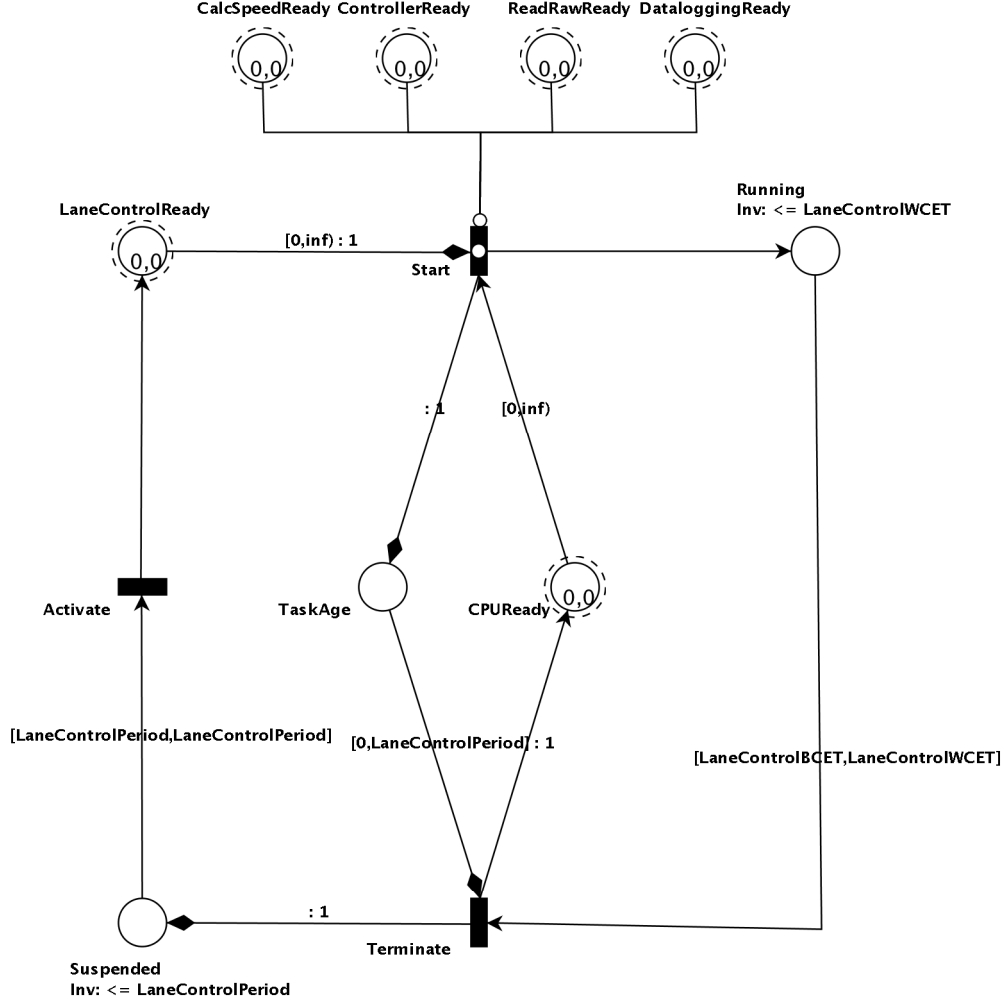 CalcSpeedReady ControllerReady ReadRawReady DataloggingReady
0,0 0,0 0,0 0,0
Running
Inv: <= LaneControlWCET
LaneControlReady
[0,inf) : 1
0,0
Start
: 1
[0,inf)
0,0
Activate
TaskAge
CPUReady
[LaneControlPeriod,LaneControlPeriod]
[0,LaneControlPeriod] : 1
[LaneControlBCET,LaneControlWCET]
: 1
Terminate
Suspended
Inv: <= LaneControlPeriod